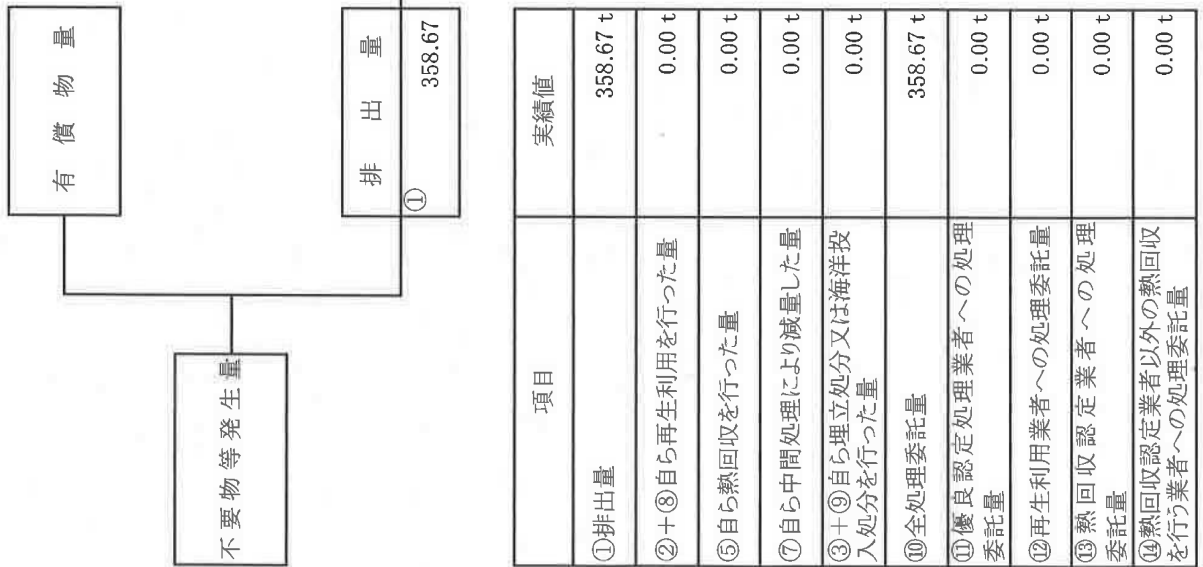 有償物量
不要物等発生量
排出量
①
358.67
項目 実績値
①排出量 358.67 t
②+⑧自ら再生利用を行った量 0.00 t
⑤自ら熱回収を行った量 0.00 t
⑦自ら中間処理により減量した量 0.00 t
③+⑨自ら埋立処分又は海洋投
入処分を行った量 0.00 t
⑩全処理委託量 358.67 t
⑪優良認定処理業者への処理
委託量 0.00 t
⑫再生利用業者への処理委託量 0.00 t
⑬熱回収認定業者への処理
委託量 0.00 t
⑭熱回収認定業者以外の熱回収
を行う業者への処理委託量 0.00 t